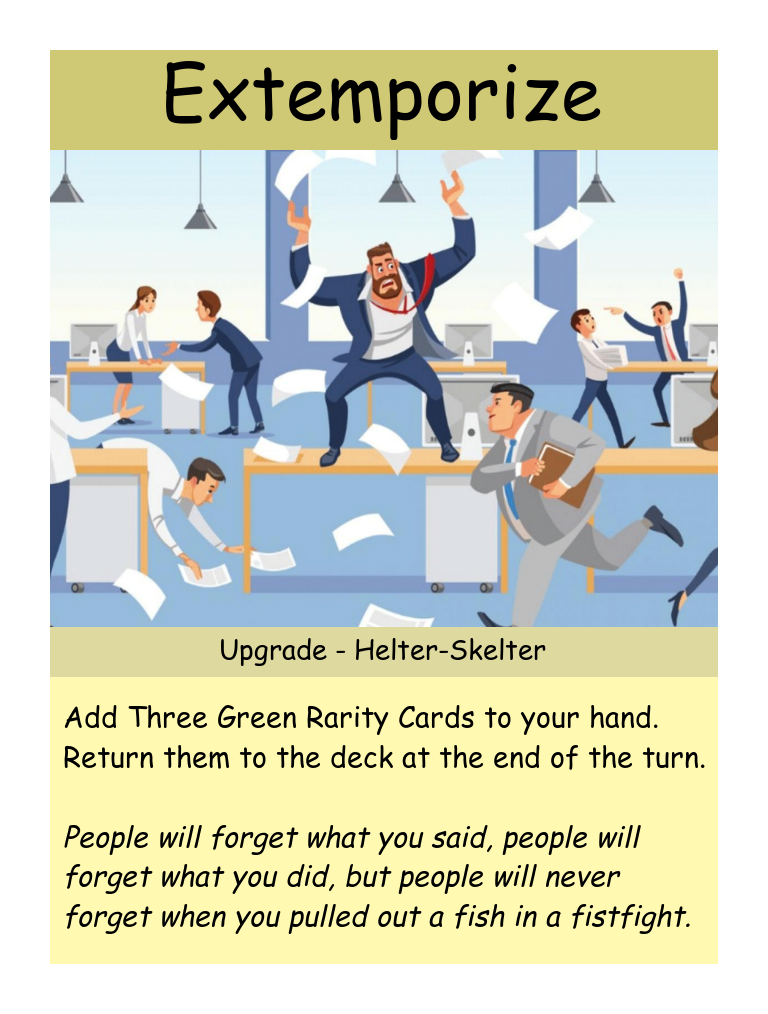 Extemporize
Upgrade - Helter-Skelter
Add Three Green Rarity Cards to your hand.
Return them to the deck at the end of the turn.
People will forget what you said, people will
forget what you did, but people will never
forget when you pulled out a fish in a fistfight.